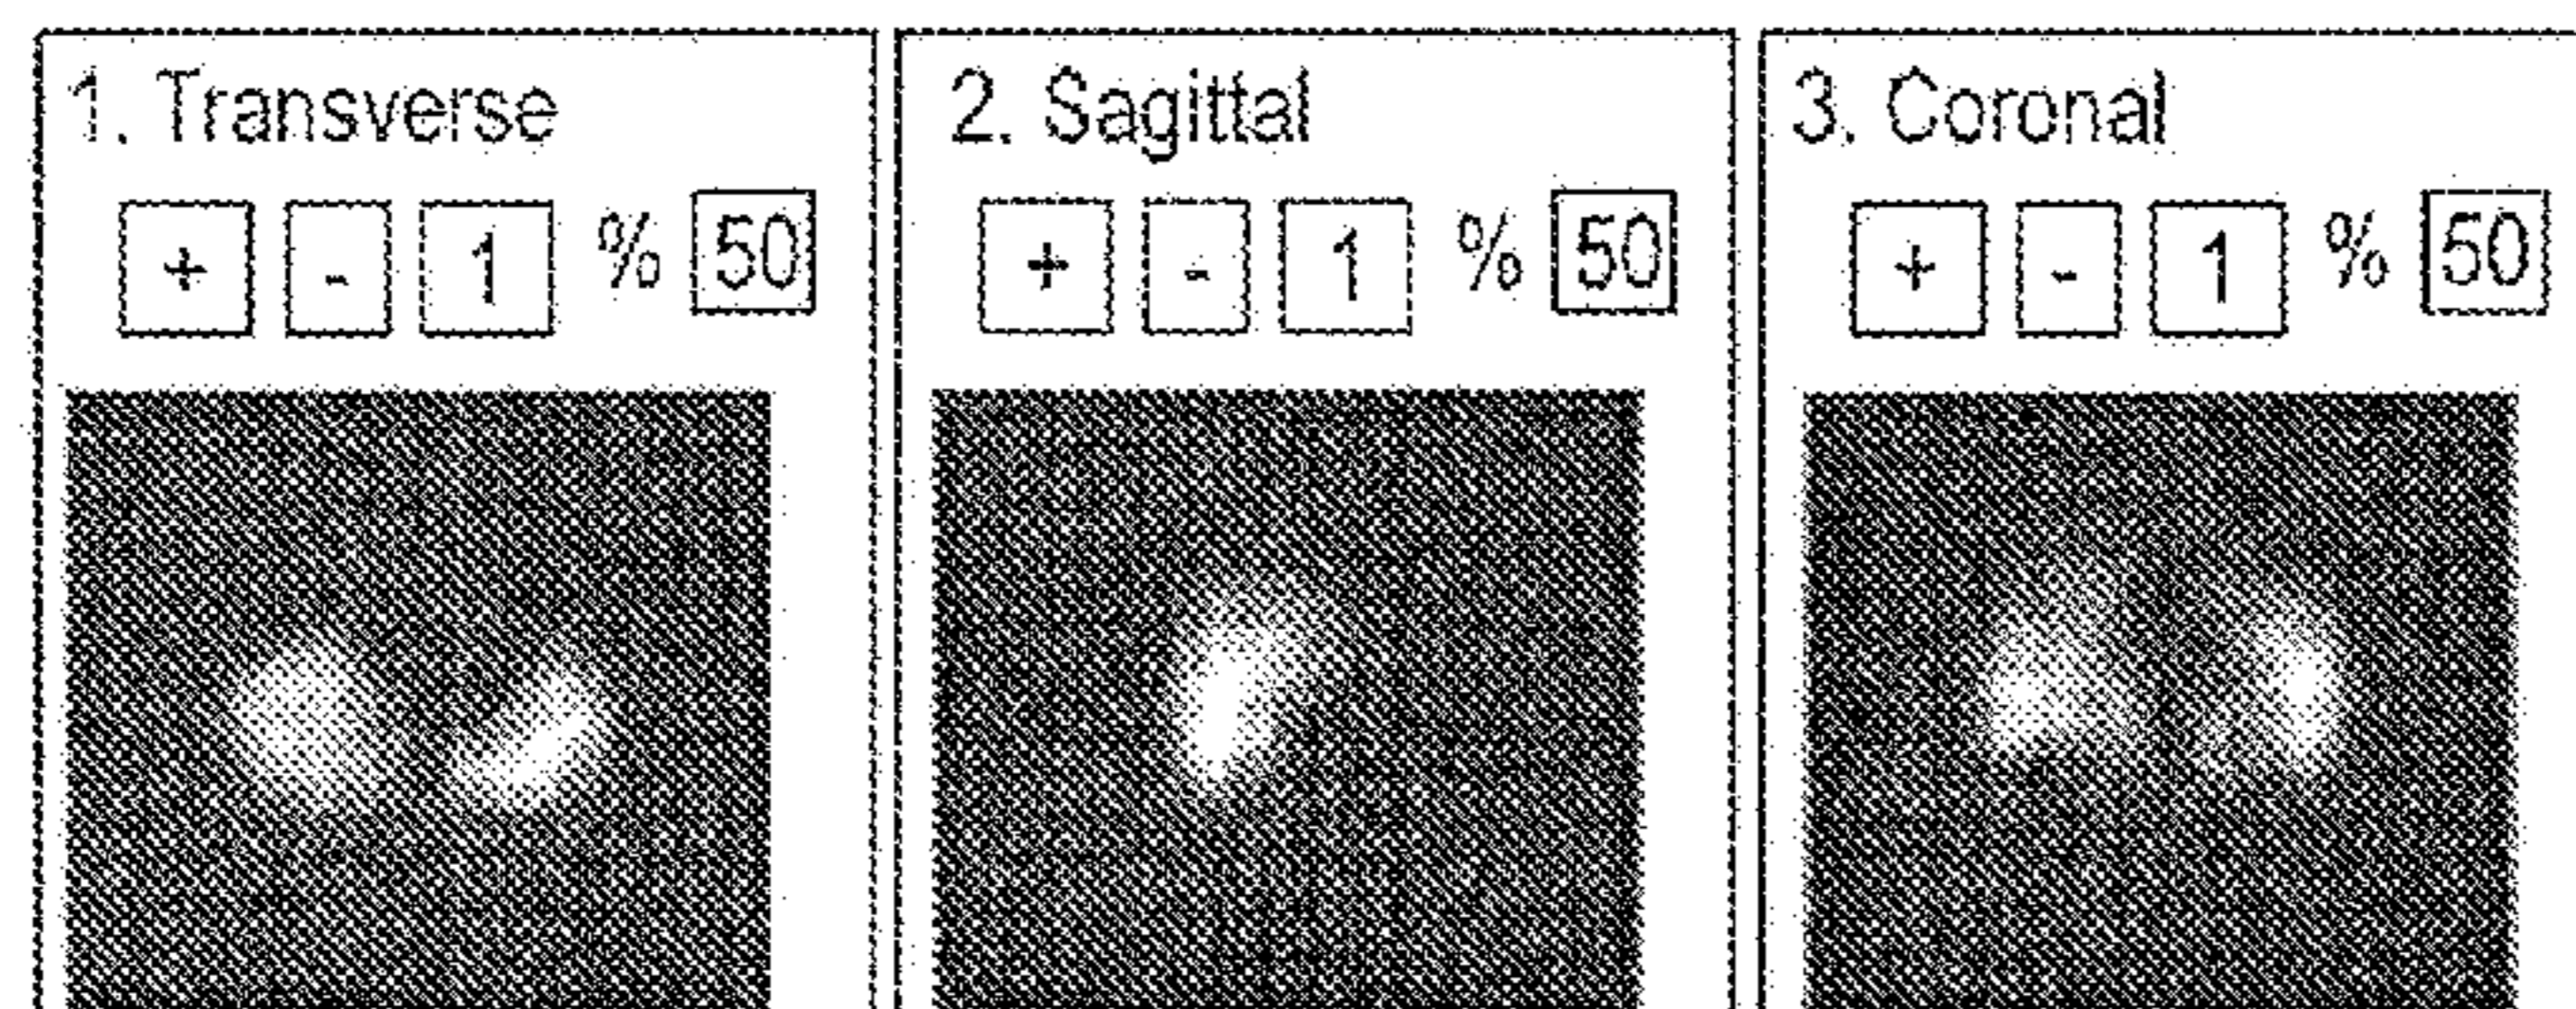 1. Transverse
+ - 1 % 50
2. Sagittal
+ - 1 % 50
3. Coronal
+ - 1 % 50